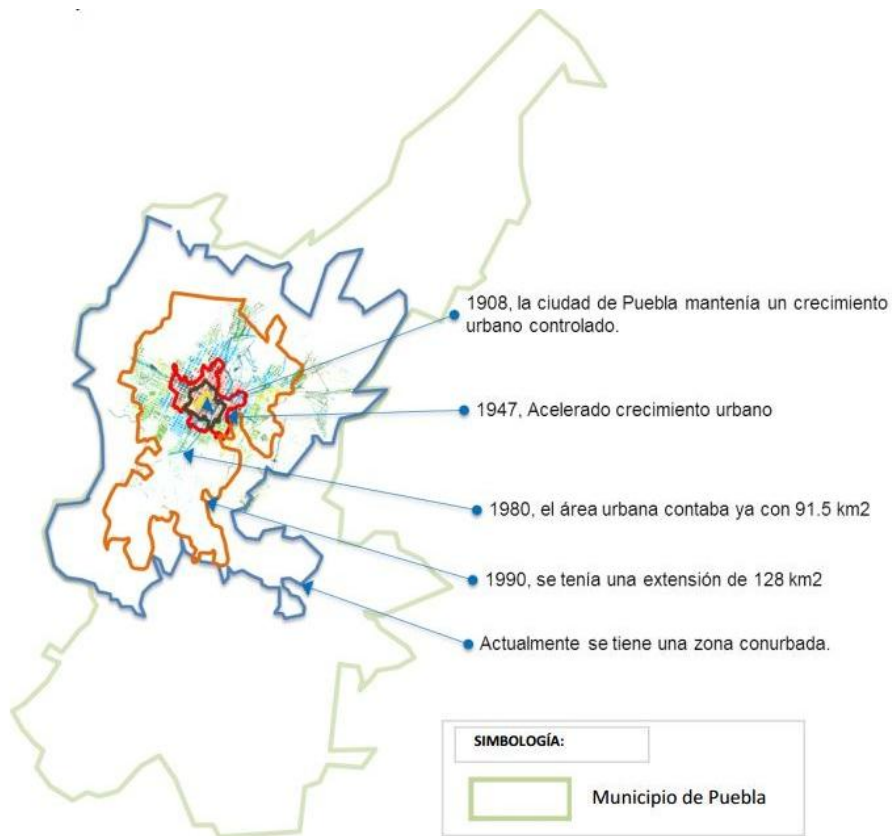 1908, la ciudad de Puebla mantenía un crecimiento
urbano controlado.
1947, Acelerado crecimiento urbano
1980, el área urbana contaba ya con 91.5 km2
1990, se tenía una extensión de 128 km2
Actualmente se tiene una zona conurbada.
SIMBOLOGÍA:
Municipio de Puebla